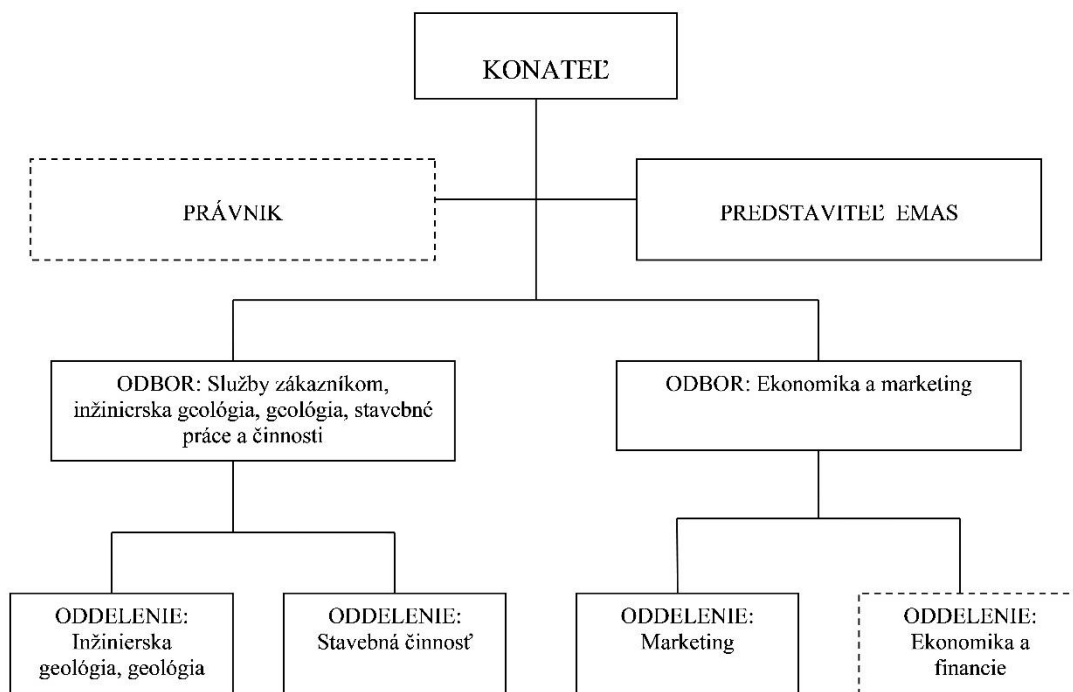 KONATEĽ
PRÁVNIK
PREDSTAVITEĽ EMAS
ODBOR: Služby zákazníkom,
inžinierska geológia, geológia, stavebné
práce a činnosti
ODBOR: Ekonomika a marketing
ODDELENIE:
Inžinierska
geológia, geológia
ODDELENIE:
Stavebná činnosť
ODDELENIE:
Marketing
ODDELENIE:
Ekonomika a
financie